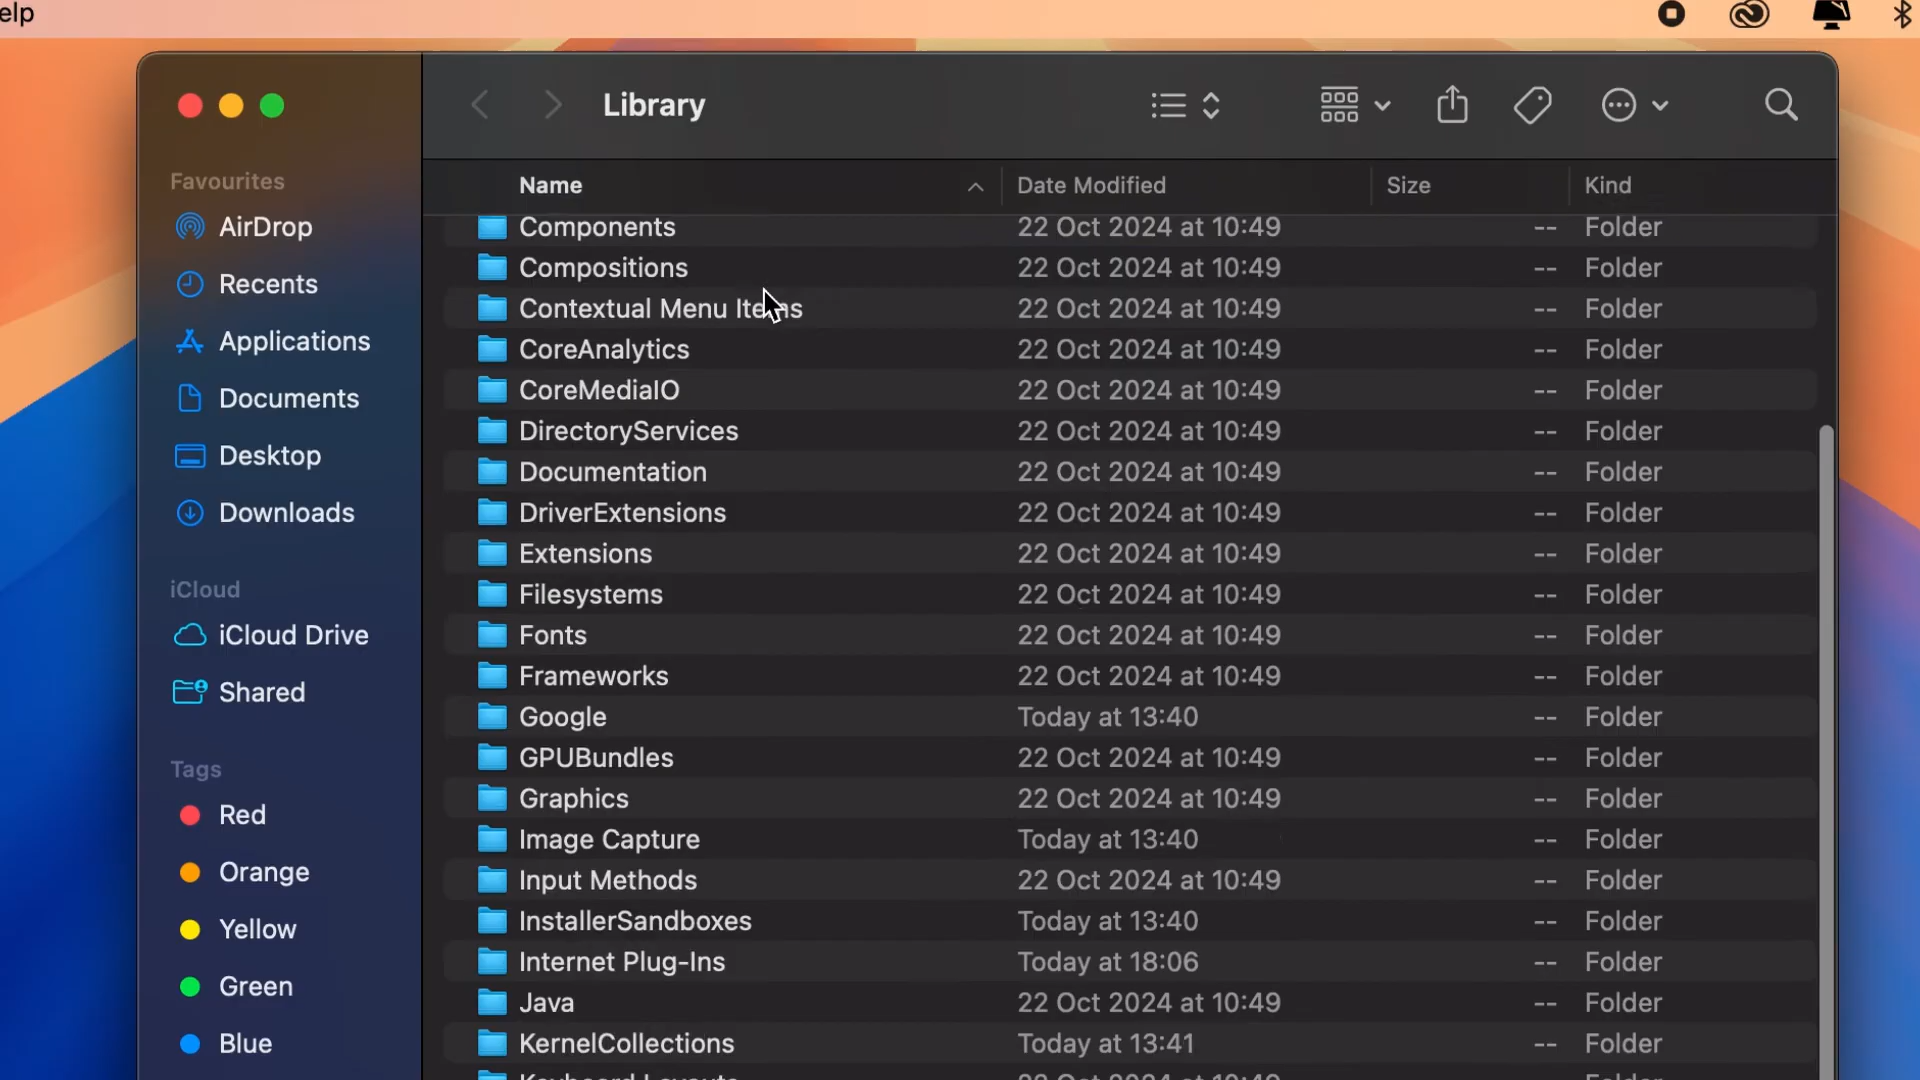 elp
Library
Favourites
AirDrop
Recents
Applications
Documents
Desktop
Downloads
iCloud
iCloud Drive
Shared
Tags
Red
Orange
Yellow
Green
Blue
Name Date Modified Size Kind
Components 22 Oct 2024 at 10:49 -- Folder
Compositions 22 Oct 2024 at 10:49 -- Folder
Contextual Menu Items 22 Oct 2024 at 10:49 -- Folder
CoreAnalytics 22 Oct 2024 at 10:49 -- Folder
CoreMediaIO 22 Oct 2024 at 10:49 -- Folder
DirectoryServices 22 Oct 2024 at 10:49 -- Folder
Documentation 22 Oct 2024 at 10:49 -- Folder
DriverExtensions 22 Oct 2024 at 10:49 -- Folder
Extensions 22 Oct 2024 at 10:49 -- Folder
Filesystems 22 Oct 2024 at 10:49 -- Folder
Fonts 22 Oct 2024 at 10:49 -- Folder
Frameworks 22 Oct 2024 at 10:49 -- Folder
Google Today at 13:40 -- Folder
GPUBundles 22 Oct 2024 at 10:49 -- Folder
Graphics 22 Oct 2024 at 10:49 -- Folder
Image Capture Today at 13:40 -- Folder
Input Methods 22 Oct 2024 at 10:49 -- Folder
InstallerSandboxes Today at 13:40 -- Folder
Internet Plug-Ins Today at 18:06 -- Folder
Java 22 Oct 2024 at 10:49 -- Folder
KernelCollections Today at 13:41 -- Folder